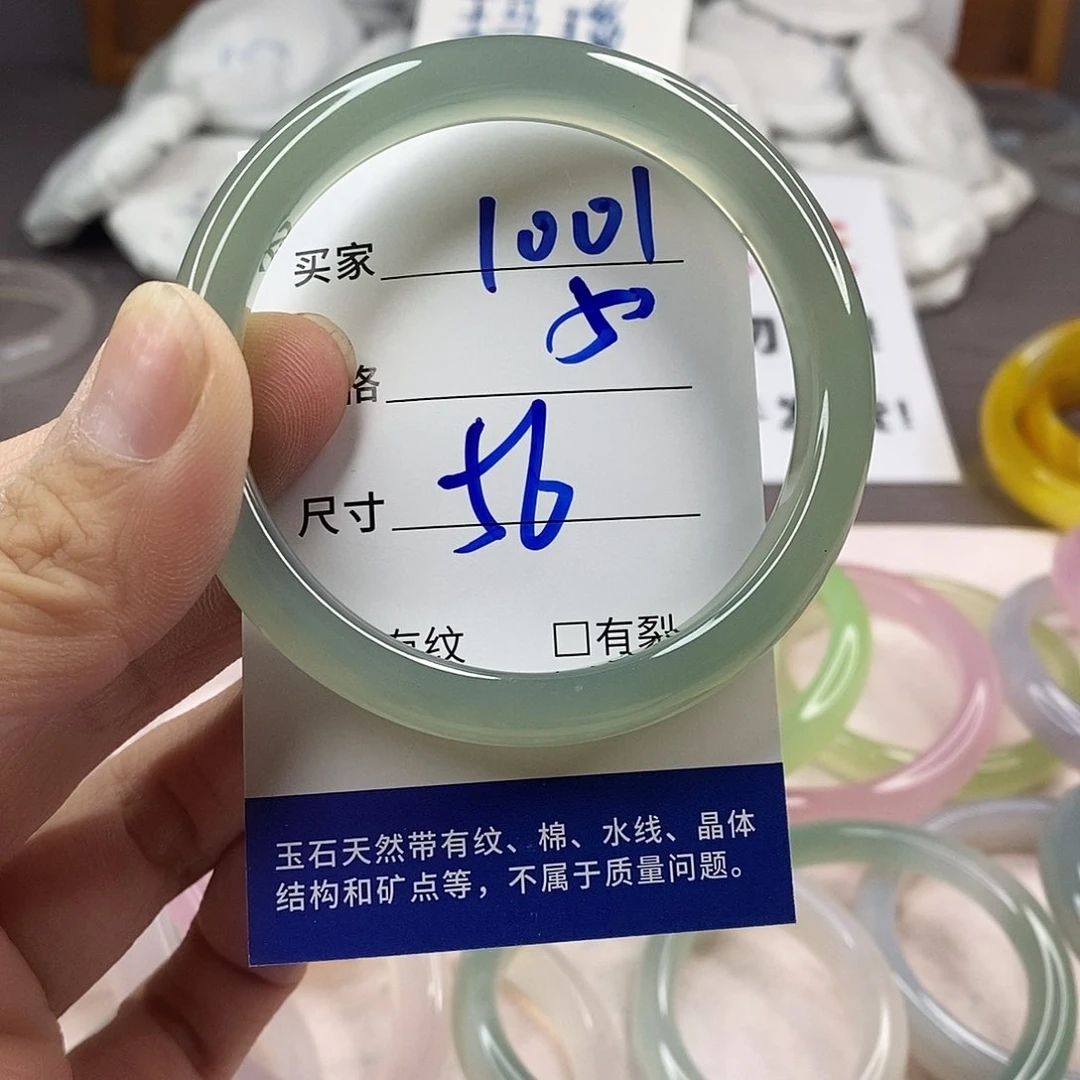 买家 1001
格
尺寸 56
有纹 □有裂
玉石天然带有纹、棉、水线、晶体
结构和矿点等，不属于质量问题。